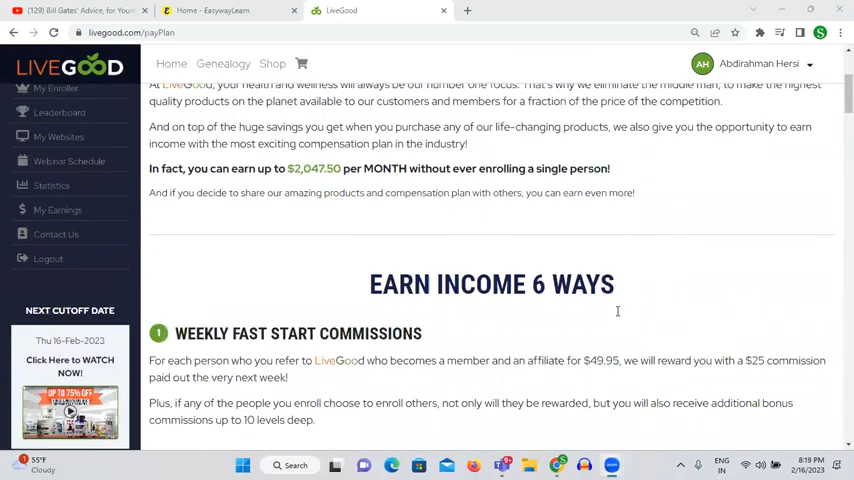 (129) Bill Gates' Advice, for Youn
Home - EasywayLearn
LiveGood
livegood.com/payPlan
LIVEGOOD
Home
Genealogy
Shop
AH
Abdirahman Hersi
My Enroller
Leaderboard
My Websites
Webinar Schedule
Statistics
My Earnings
Contact Us
Logout
NEXT CUTOFF DATE
Thu 16-Feb-2023
Click Here to WATCH
NOW!
UP TO 75% OFF
At LiveGood, your health and wellness will always be our number one focus. That's why we eliminate the middle man, to make the highest
quality products on the planet available to our customers and members for a fraction of the price of the competition.
And on top of the huge savings you get when you purchase any of our life-changing products, we also give you the opportunity to earn
income with the most exciting compensation plan in the industry!
In fact, you can earn up to $2,047.50 per MONTH without ever enrolling a single person!
And if you decide to share our amazing products and compensation plan with others, you can earn even more!
EARN INCOME 6 WAYS
1 WEEKLY FAST START COMMISSIONS
For each person who you refer to LiveGood who becomes a member and an affiliate for $49.95, we will reward you with a $25 commission
paid out the very next week!
Plus, if any of the people you enroll choose to enroll others, not only will they be rewarded, but you will also receive additional bonus
commissions up to 10 levels deep.
1
55°F
Cloudy
Search
9+
ENG
IN
8:19 PM
2/16/2023